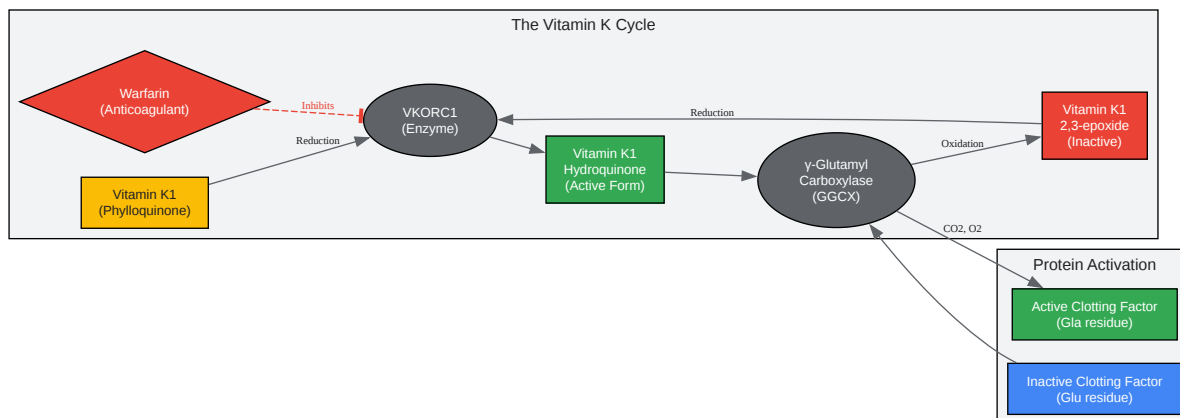 The Vitamin K Cycle
Warfarin
(Anticoagulant)
Inhibits
VKORC1
(Enzyme)
Reduction
Vitamin K1
2,3-epoxide
(Inactive)
Reduction
Vitamin K1
Hydroquinone
(Active Form)
Oxidation
γ-Glutamyl
Carboxylase
(GGCX)
Vitamin K1
(Phylloquinone)
CO2, O2
Protein Activation
Active Clotting Factor
(Gla residue)
Inactive Clotting Factor
(Glu residue)